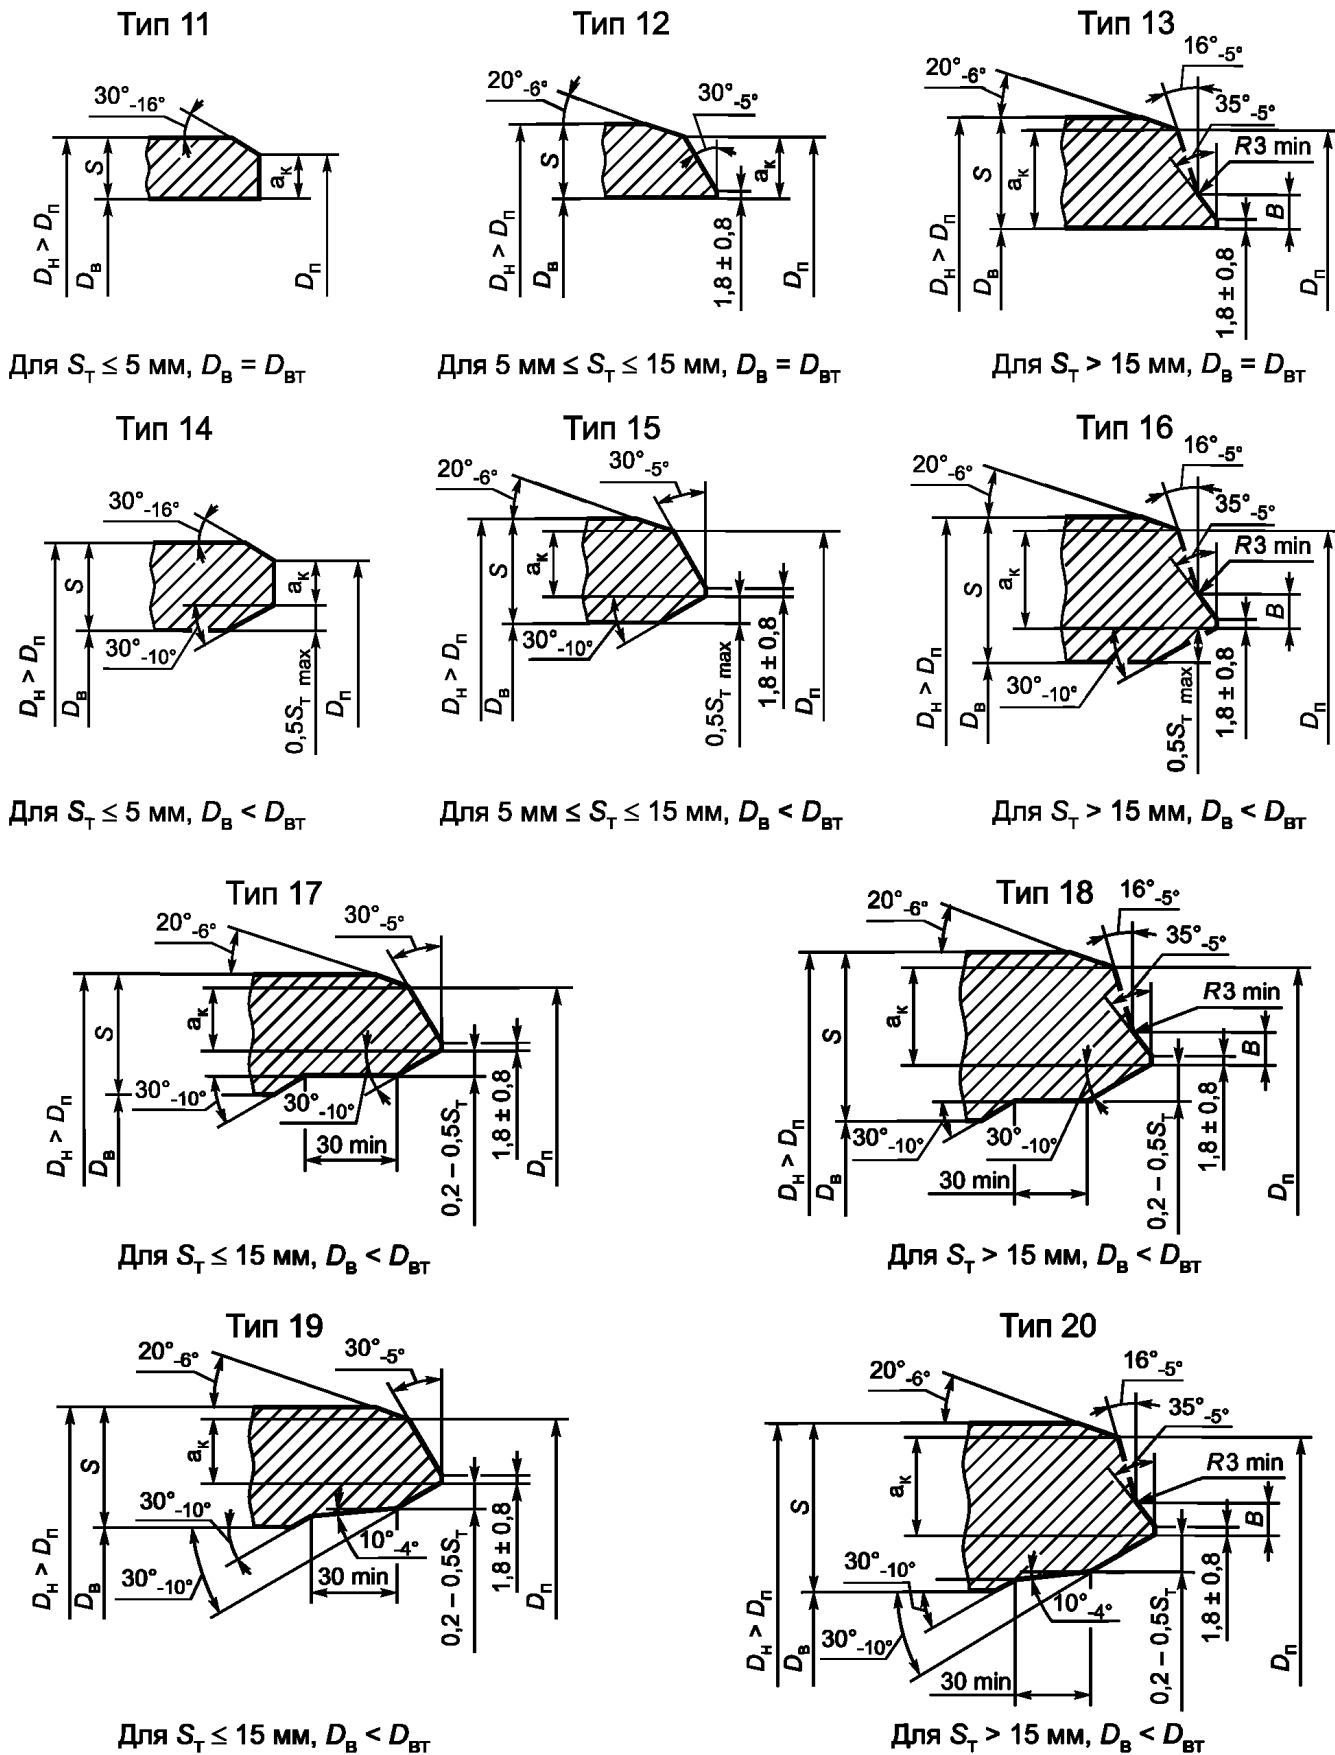 Тип 11
30°-16°
S
aк
Dн > Dп
Dв
Dп
Для Sт ≤ 5 мм, Dв = Dвт
Тип 12
20°-6°
30°-5°
S
aк
Dн > Dп
Dв
1,8 ± 0,8
Dп
Для 5 мм ≤ Sт ≤ 15 мм, Dв = Dвт
Тип 13
16°-5°
20°-6°
35°-5°
R3 min
S
aк
B
Dн > Dп
Dв
1,8 ± 0,8
Dп
Для Sт > 15 мм, Dв = Dвт
Тип 14
30°-16°
S
aк
30°-10°
Dн > Dп
Dв
0,5Sт max
Dп
Для Sт ≤ 5 мм, Dв < Dвт
Тип 15
20°-6°
30°-5°
S
aк
30°-10°
Dн > Dп
Dв
0,5Sт max
1,8 ± 0,8
Dп
Для 5 мм ≤ Sт ≤ 15 мм, Dв < Dвт
Тип 16
16°-5°
20°-6°
35°-5°
R3 min
S
aк
B
30°-10°
Dн > Dп
Dв
0,5Sт max
1,8 ± 0,8
Dп
Для Sт > 15 мм, Dв < Dвт
Тип 17
20°-6°
30°-5°
S
aк
30°-10°
30°-10°
30 min
Dн > Dп
Dв
0,2 – 0,5Sт
1,8 ± 0,8
Dп
Для Sт ≤ 15 мм, Dв < Dвт
Тип 18
16°-5°
20°-6°
35°-5°
R3 min
S
aк
B
30°-10°
30°-10°
30 min
Dн > Dп
Dв
0,2 – 0,5Sт
1,8 ± 0,8
Dп
Для Sт > 15 мм, Dв < Dвт
Тип 19
20°-6°
30°-5°
S
aк
30°-10°
30°-10°
10°-4°
30 min
Dн > Dп
Dв
0,2 – 0,5Sт
1,8 ± 0,8
Dп
Для Sт ≤ 15 мм, Dв < Dвт
Тип 20
16°-5°
20°-6°
35°-5°
R3 min
S
aк
B
30°-10°
30°-10°
10°-4°
30 min
Dн > Dп
Dв
0,2 – 0,5Sт
1,8 ± 0,8
Dп
Для Sт > 15 мм, Dв < Dвт